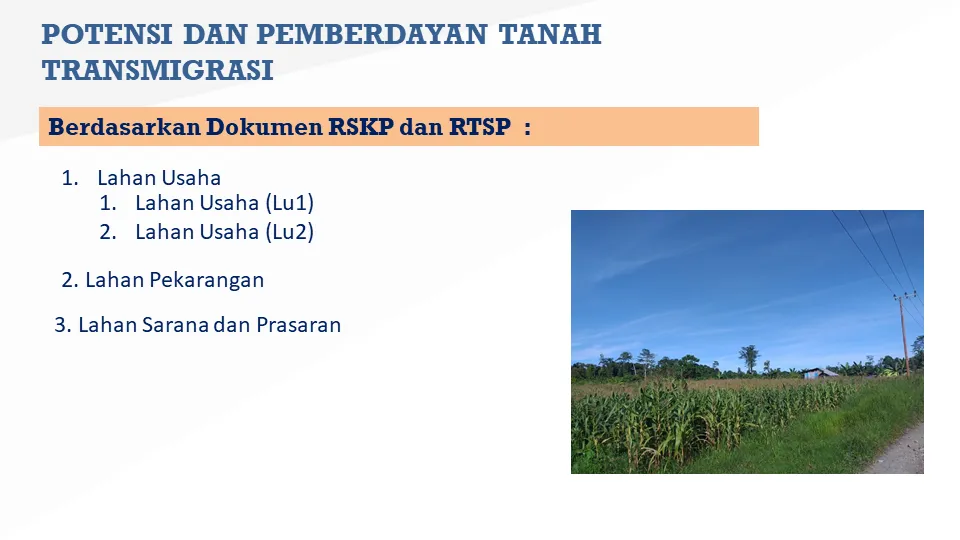 POTENSI DAN PEMBERDAYAN TANAH
TRANSMIGRASI
Berdasarkan Dokumen RSKP dan RTSP :
1. Lahan Usaha
1. Lahan Usaha (Lu1)
2. Lahan Usaha (Lu2)
2. Lahan Pekarangan
3. Lahan Sarana dan Prasaran